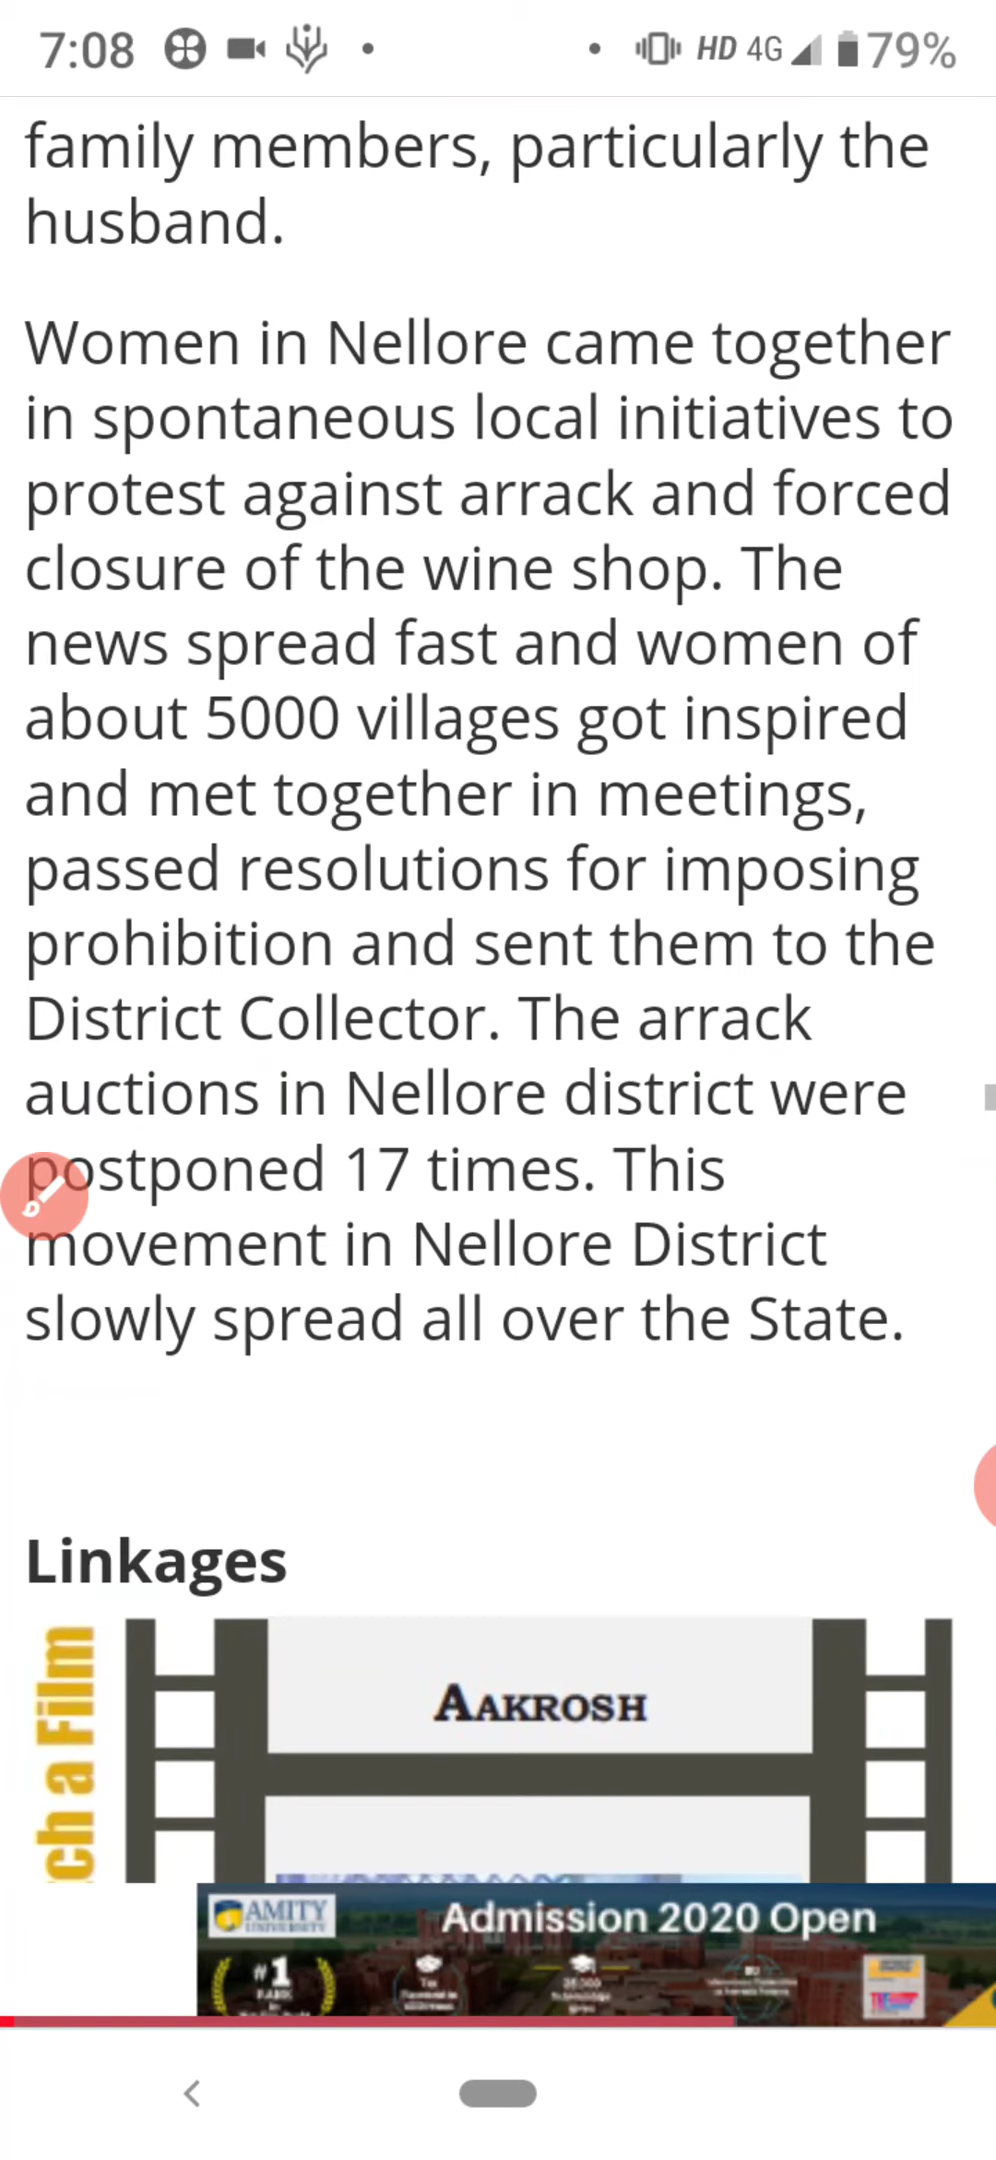 7:08
HD 4G 79%
family members, particularly the
husband.
Women in Nellore came together
in spontaneous local initiatives to
protest against arrack and forced
closure of the wine shop. The
news spread fast and women of
about 5000 villages got inspired
and met together in meetings,
passed resolutions for imposing
prohibition and sent them to the
District Collector. The arrack
auctions in Nellore district were
postponed 17 times. This
movement in Nellore District
slowly spread all over the State.
Linkages
ch a Film
AAKROSH
AMITY
UNIVERSITY
Admission 2020 Open
#1